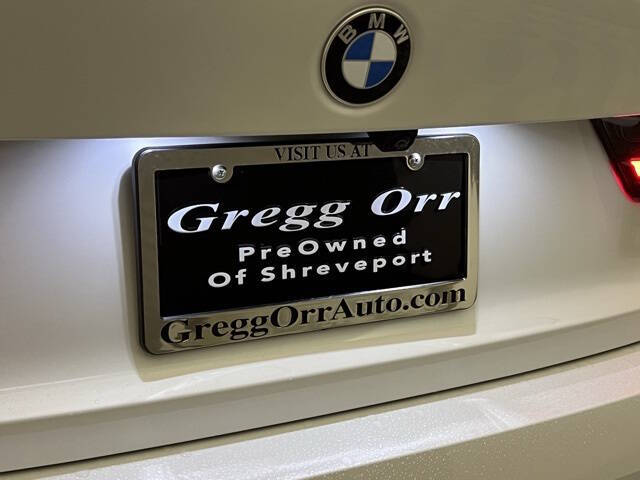 BMW
VISIT US AT
Gregg Orr
PreOwned
Of Shreveport
GreggOrrAuto.com